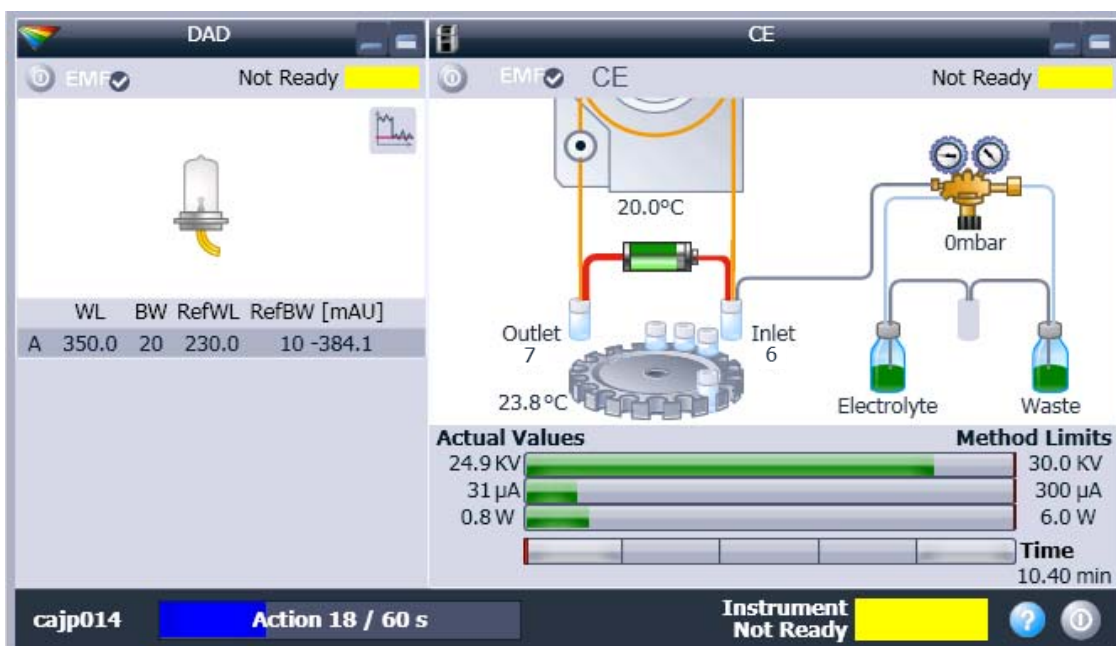 DAD
EMF Not Ready
WL BW RefWL RefBW [mAU]
A 350.0 20 230.0 10 -384.1
CE
EMF CE Not Ready
20.0°C
0mbar
Outlet
7
Inlet
6
23.8°C
Electrolyte
Waste
Actual Values Method Limits
24.9 KV 30.0 KV
31 µA 300 µA
0.8 W 6.0 W
Time
10.40 min
cajp014 Action 18 / 60 s Instrument
Not Ready